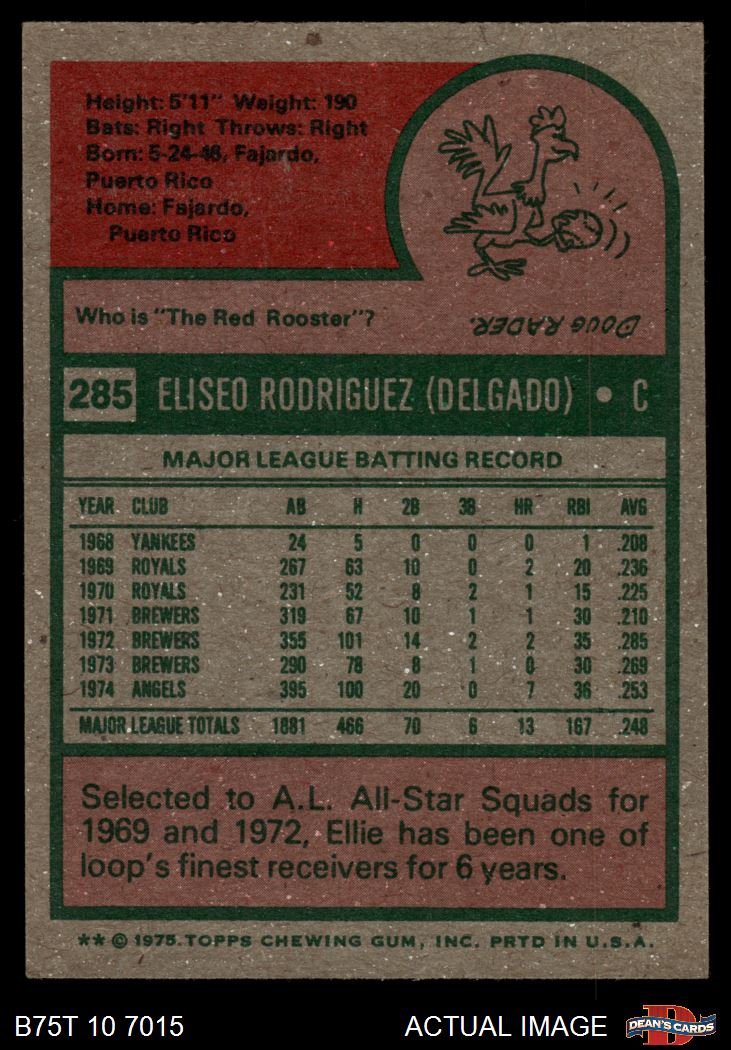 Height: 5'11" Weight: 190
Bats: Right Throws: Right
Born: 5-24-46, Fajardo,
Puerto Rico
Home: Fajardo,
Puerto Rico
Who is "The Red Rooster"?
DOUG RADER.
285 ELISEO RODRIGUEZ (DELGADO) • C
MAJOR LEAGUE BATTING RECORD
YEAR CLUB AB H 2B 3B HR RBI AVG
1968 YANKEES 24 5 0 0 0 1 .208
1969 ROYALS 267 63 10 0 2 20 .236
1970 ROYALS 231 52 8 2 1 15 .225
1971 BREWERS 319 67 10 1 1 30 .210
1972 BREWERS 355 101 14 2 2 35 .285
1973 BREWERS 290 78 8 1 0 30 .269
1974 ANGELS 395 100 20 0 7 36 .253
MAJOR LEAGUE TOTALS 1881 466 70 6 13 167 .248
Selected to A.L. All-Star Squads for
1969 and 1972, Ellie has been one of
loop's finest receivers for 6 years.
** © 1975 TOPPS CHEWING GUM, INC. PRTD IN U.S.A.
B75T 10 7015 ACTUAL IMAGE DEAN'S CARDS